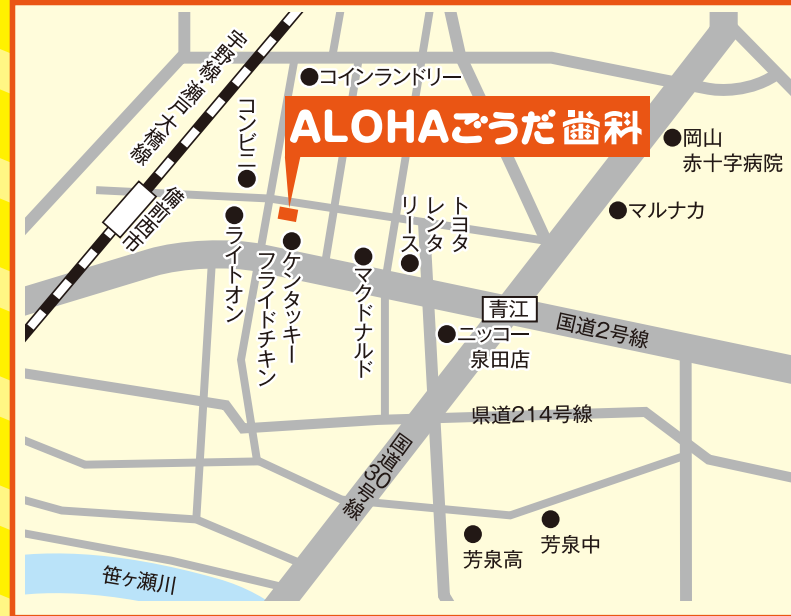 宇野線・瀬戸大橋線
コインランドリー
コンビニ
ALOHAごうだ歯科
岡山
赤十字病院
備前西市
マルナカ
ライトオン
ケンタッキー
フライドチキン
マクドナルド
トヨタ
レンタ
リース
青江
国道2号線
ニッコー
泉田店
県道214号線
国道30号線
芳泉高
芳泉中
笹ヶ瀬川